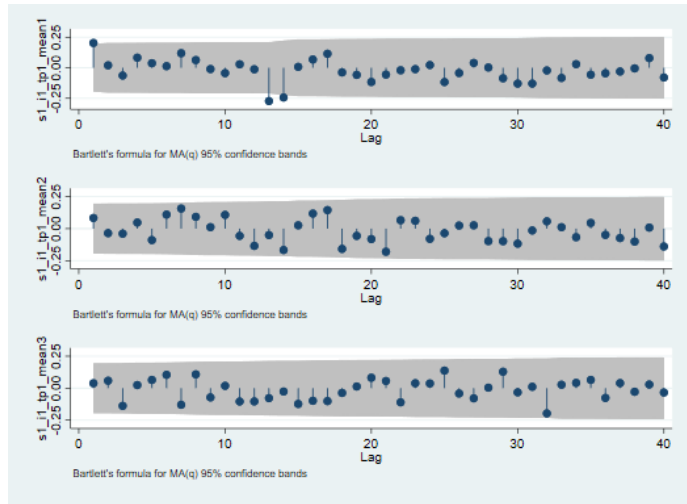 s1_i1_tp1_mean1
-0.25 0.00 0.25
0 10 20 30 40
Lag
Bartlett's formula for MA(q) 95% confidence bands
s1_i1_tp1_mean2
-0.25 0.00 0.25
0 10 20 30 40
Lag
Bartlett's formula for MA(q) 95% confidence bands
s1_i1_tp1_mean3
-0.25 0.00 0.25
0 10 20 30 40
Lag
Bartlett's formula for MA(q) 95% confidence bands